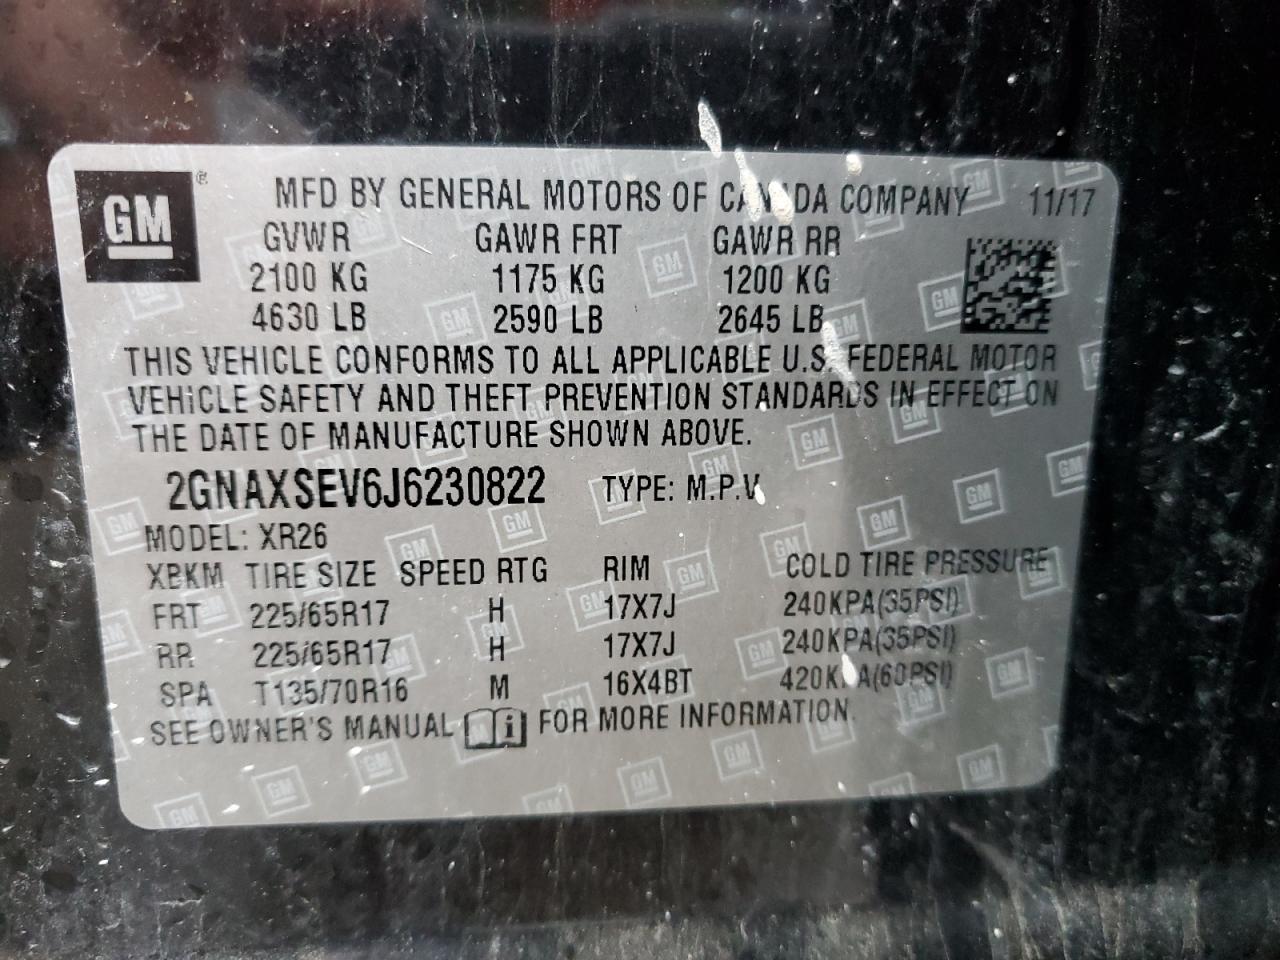 GM ®
MFD BY GENERAL MOTORS OF CANADA COMPANY 11/17
GVWR GAWR FRT GAWR RR
2100 KG 1175 KG 1200 KG
4630 LB 2590 LB 2645 LB
THIS VEHICLE CONFORMS TO ALL APPLICABLE U.S. FEDERAL MOTOR
VEHICLE SAFETY AND THEFT PREVENTION STANDARDS IN EFFECT ON
THE DATE OF MANUFACTURE SHOWN ABOVE.
2GNAXSEV6J6230822 TYPE: M.P.V
MODEL: XR26
XBKM TIRE SIZE SPEED RTG RIM COLD TIRE PRESSURE
FRT 225/65R17 H 17X7J 240KPA(35PSI)
RR 225/65R17 H 17X7J 240KPA(35PSI)
SPA T135/70R16 M 16X4BT 420KPA(60PSI)
SEE OWNER'S MANUAL FOR MORE INFORMATION.